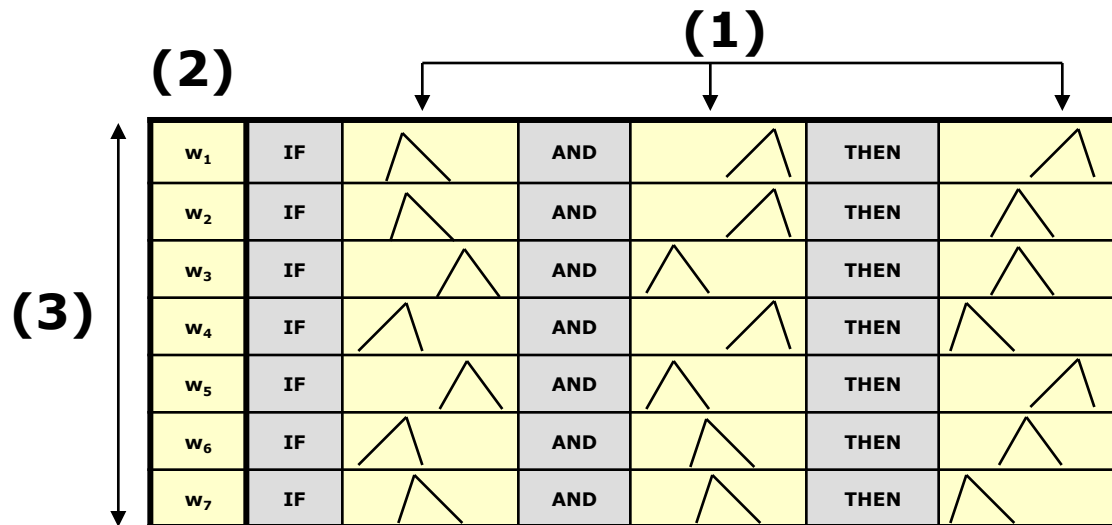 (1)
(2)
w₁ IF AND THEN
w₂ IF AND THEN
w₃ IF AND THEN
(3)
w₄ IF AND THEN
w₅ IF AND THEN
w₆ IF AND THEN
w₇ IF AND THEN